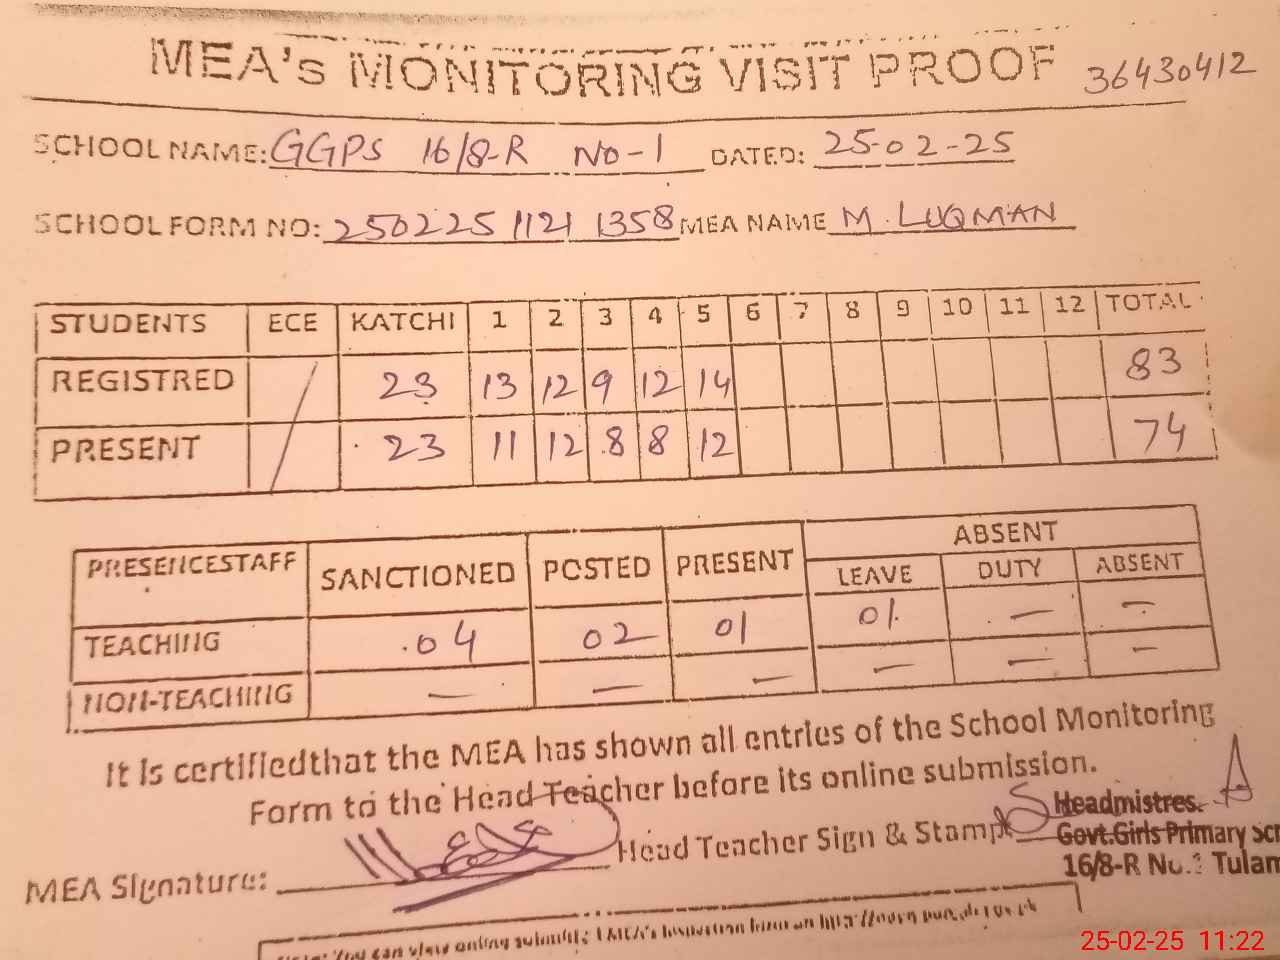 MEA's MONITORING VISIT PROOF 36430412
SCHOOL NAME: GGPS 16/8-R No-1 DATED: 25-02-25
SCHOOL FORM NO: 250225 1121 1358 MEA NAME M. LUQMAN
STUDENTS ECE KATCHI 1 2 3 4 5 6 7 8 9 10 11 12 TOTAL
REGISTRED / 23 13 12 9 12 14 83
PRESENT 23 11 12 8 8 12 74
ABSENT
PRESENCESTAFF SANCTIONED POSTED PRESENT LEAVE DUTY ABSENT
TEACHING 04 02 01 01 — —
NON-TEACHING — — — — — —
It is certifiedthat the MEA has shown all entries of the School Monitoring
Form to the Head Teacher before its online submission.
MEA Signature: Head Teacher Sign & Stamp
Headmistres.
Govt.Girls Primary Sc
16/8-R No.1 Tulam
You can view online
25-02-25 11:22